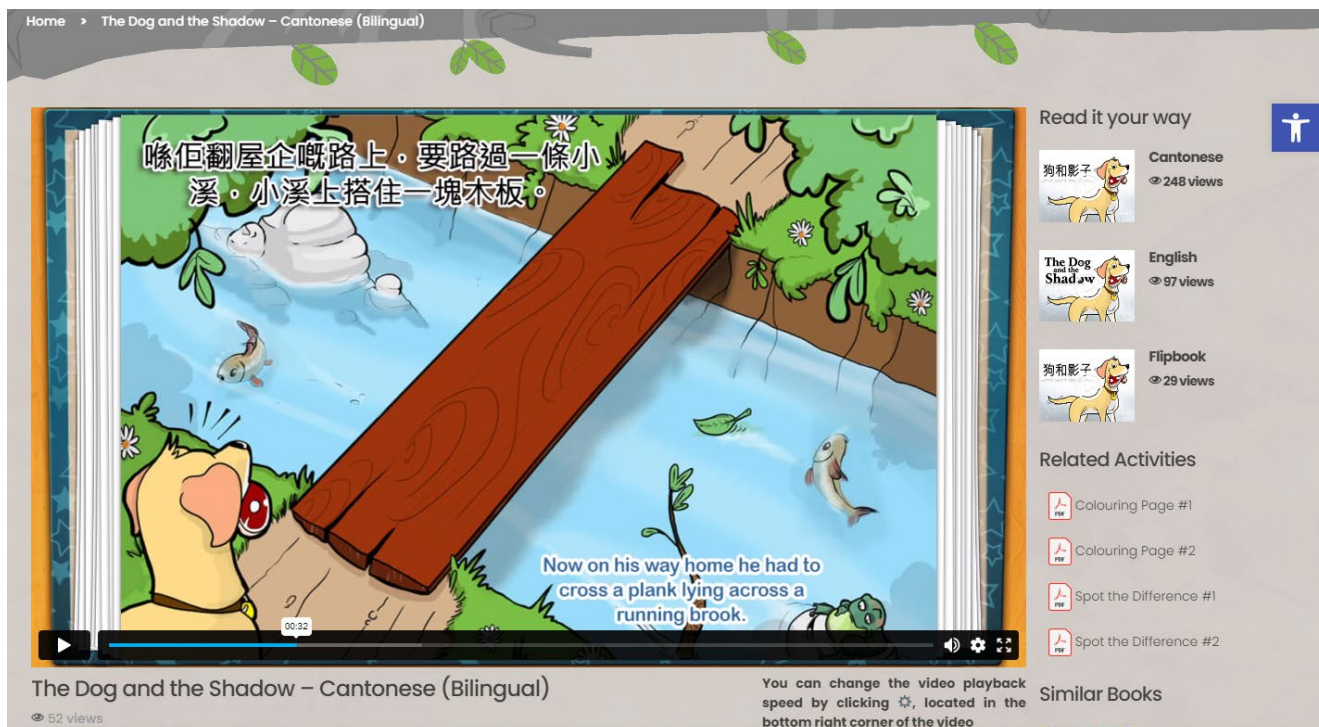 Home > The Dog and the Shadow – Cantonese (Bilingual)
喺佢翻屋企嘅路上，要路過一條小
溪，小溪上搭住一塊木板。
Now on his way home he had to
cross a plank lying across a
running brook.
00:32
The Dog and the Shadow – Cantonese (Bilingual)
52 views
You can change the video playback
speed by clicking ⚙, located in the
bottom right corner of the video
Read it your way
狗和影子
Cantonese
248 views
The Dog
and the
Shadow
English
97 views
狗和影子
Flipbook
29 views
Related Activities
PDF Colouring Page #1
PDF Colouring Page #2
PDF Spot the Difference #1
PDF Spot the Difference #2
Similar Books